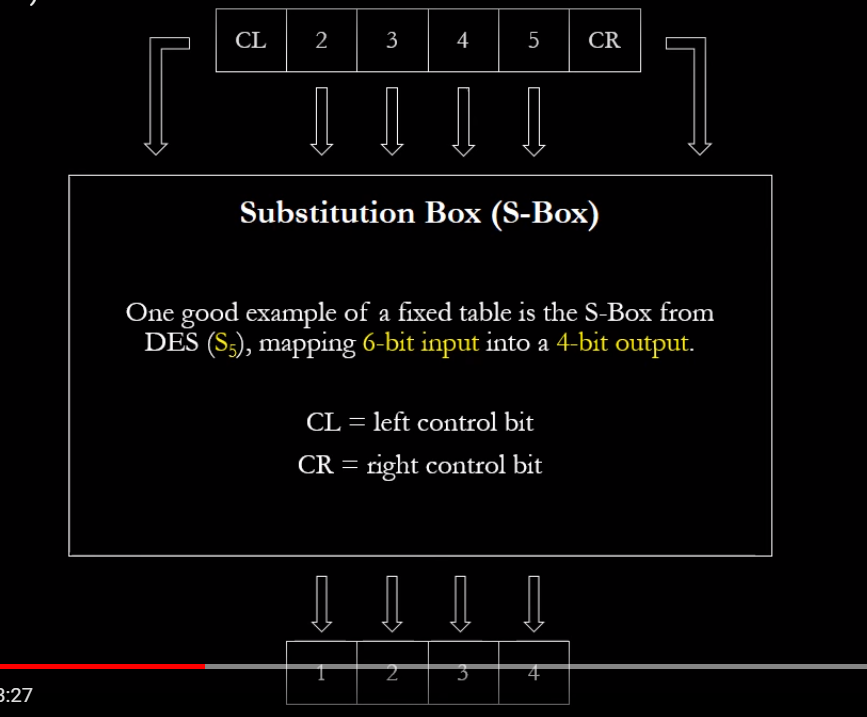 CL 2 3 4 5 CR
Substitution Box (S-Box)
One good example of a fixed table is the S-Box from
DES (S₅), mapping 6-bit input into a 4-bit output.
CL = left control bit
CR = right control bit
1 2 3 4
3:27